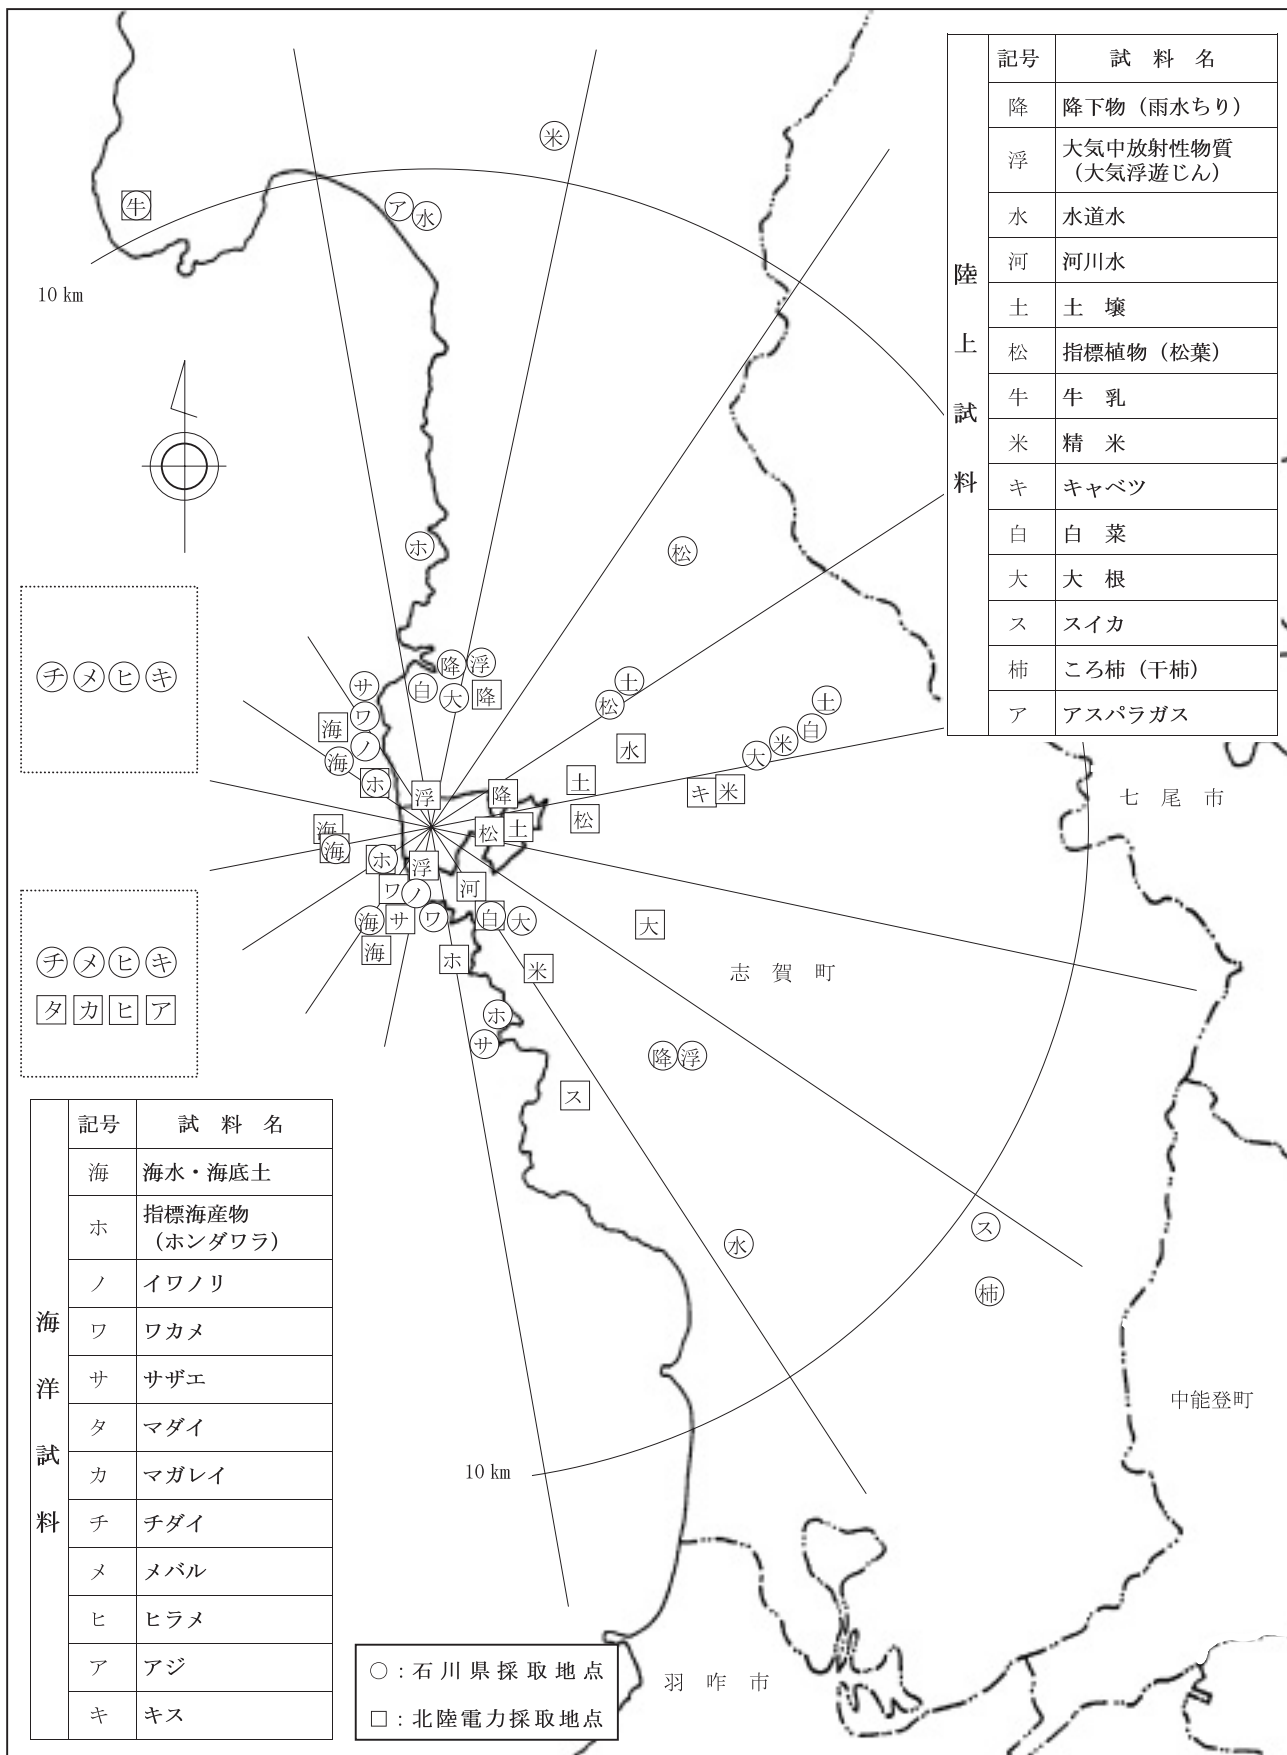 記号 試料名
陸上試料
降 降下物（雨水ちり）
浮 大気中放射性物質
（大気浮遊じん）
水 水道水
河 河川水
土 土壌
松 指標植物（松葉）
牛 牛乳
米 精米
キ キャベツ
白 白菜
大 大根
ス スイカ
柿 ころ柿（干柿）
ア アスパラガス
米
牛
ア 水
10 km
ホ
松
チ メ ヒ キ
降 浮
サ 白 大 降
土
松
ワ
海
ノ
海
ホ
水
土
白
米
大
浮 降 土 キ 米
七尾市
海
海
松 土 松
ホ 浮
ワ ノ 河
海 サ ワ 白 大 大
海 ホ 米
志賀町
チ メ ヒ キ
タ カ ヒ ア
ホ
サ
降 浮
ス
水
ス
柿
中能登町
10 km
記号 試料名
海洋試料
海 海水・海底土
ホ 指標海産物
（ホンダワラ）
ノ イワノリ
ワ ワカメ
サ サザエ
タ マダイ
カ マガレイ
チ チダイ
メ メバル
ヒ ヒラメ
ア アジ
キ キス
○：石川県採取地点
□：北陸電力採取地点
羽咋市